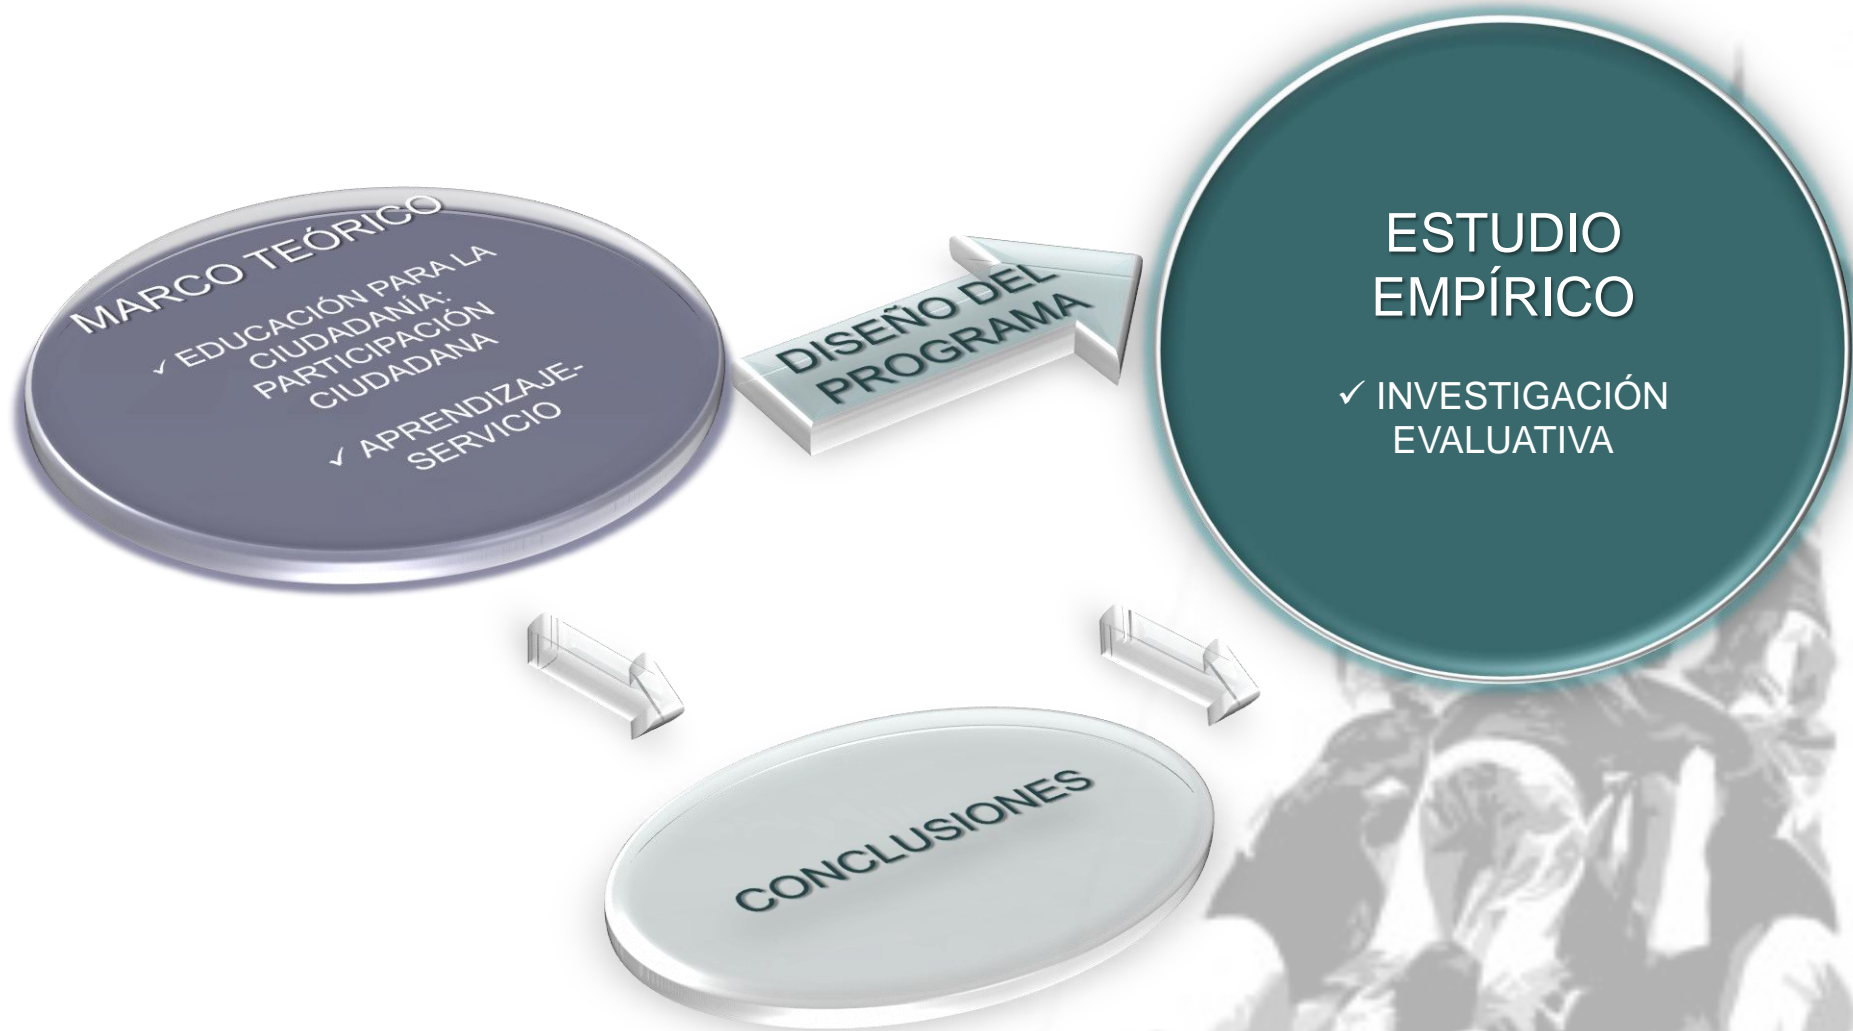 MARCO TEÓRICO
✓ EDUCACIÓN PARA LA
CIUDADANÍA:
PARTICIPACIÓN
CIUDADANA
✓ APRENDIZAJE-
SERVICIO
DISEÑO DEL
PROGRAMA
ESTUDIO
EMPÍRICO
✓ INVESTIGACIÓN
EVALUATIVA
CONCLUSIONES